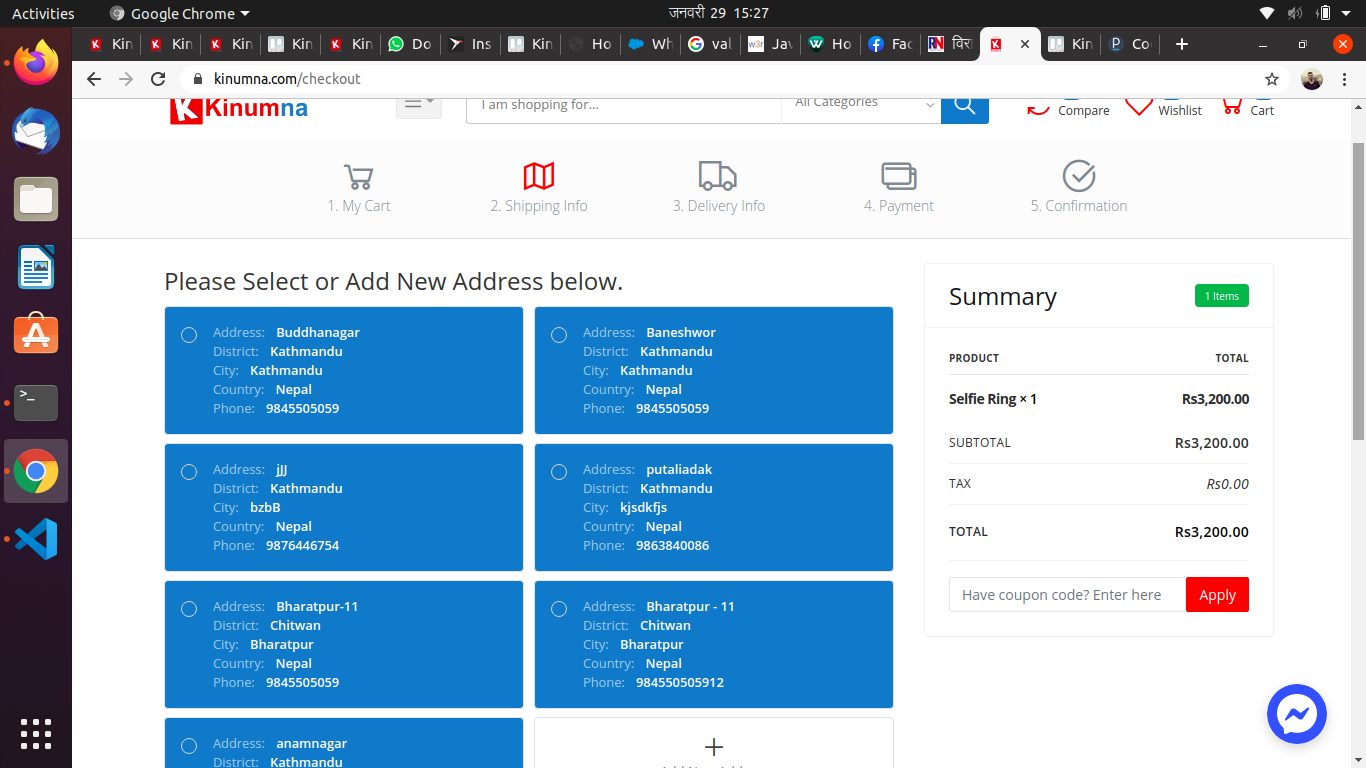 Activities Google Chrome जनवरी 29 15:27
Kin Kin Kin Kin Kin Do Ins Kin Ho Wh val Jav Ho Fac विर Kin Co
kinumna.com/checkout
Kinumna I am shopping for... All Categories Compare Wishlist Cart
1. My Cart 2. Shipping Info 3. Delivery Info 4. Payment 5. Confirmation
Please Select or Add New Address below.
Address: Buddhanagar
District: Kathmandu
City: Kathmandu
Country: Nepal
Phone: 9845505059
Address: Baneshwor
District: Kathmandu
City: Kathmandu
Country: Nepal
Phone: 9845505059
Address: jJJ
District: Kathmandu
City: bzbB
Country: Nepal
Phone: 9876446754
Address: putaliadak
District: Kathmandu
City: kjsdkfjs
Country: Nepal
Phone: 9863840086
Address: Bharatpur-11
District: Chitwan
City: Bharatpur
Country: Nepal
Phone: 9845505059
Address: Bharatpur - 11
District: Chitwan
City: Bharatpur
Country: Nepal
Phone: 984550505912
Address: anamnagar
District: Kathmandu
Summary 1 Items
PRODUCT TOTAL
Selfie Ring × 1 Rs3,200.00
SUBTOTAL Rs3,200.00
TAX Rs0.00
TOTAL Rs3,200.00
Have coupon code? Enter here Apply